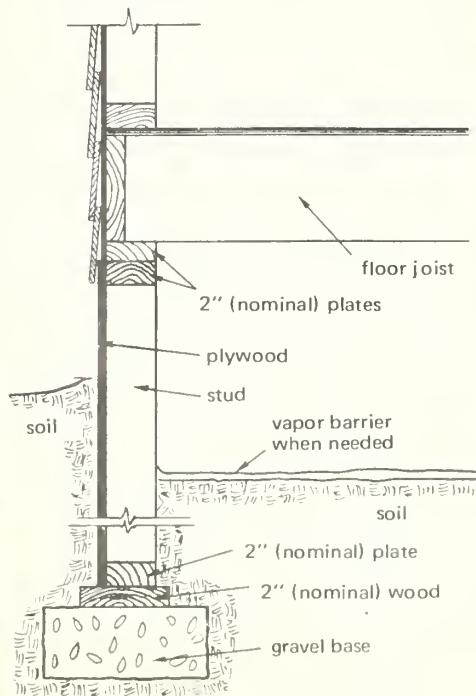 floor joist
2" (nominal) plates
plywood
stud
soil
vapor barrier
when needed
soil
2" (nominal) plate
2" (nominal) wood
gravel base